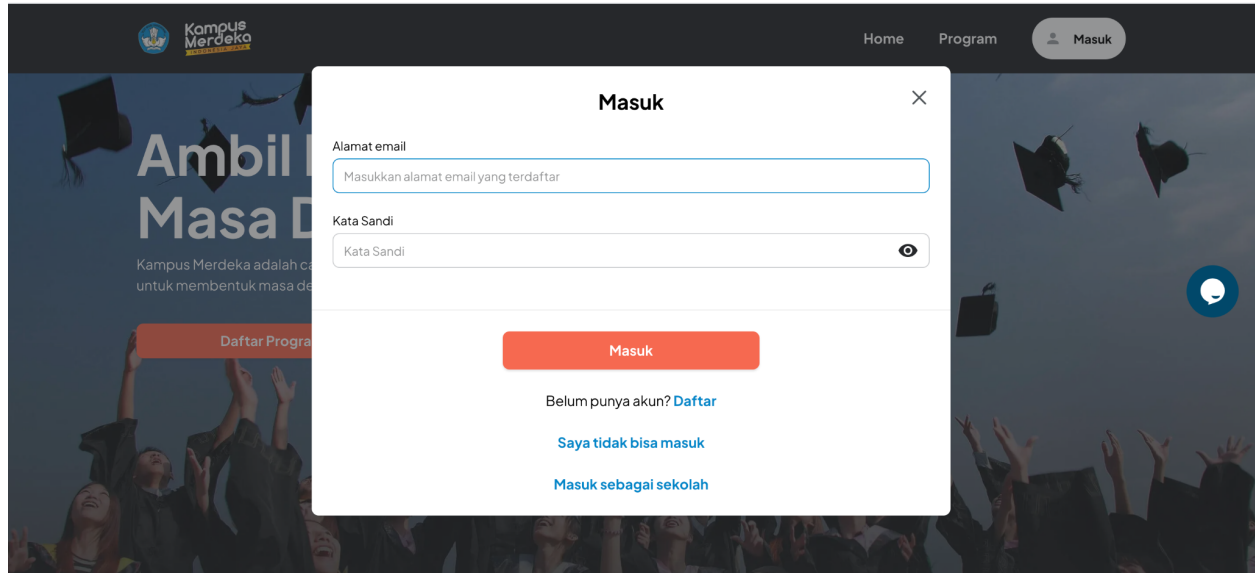 Kampus
Merdeka
INDONESIA JAYA
Home
Program
Masuk
Masuk
Ambil
Masa D
Kampus Merdeka adalah ca
untuk membentuk masa de
Daftar Progra
Alamat email
Masukkan alamat email yang terdaftar
Kata Sandi
Kata Sandi
Masuk
Belum punya akun? Daftar
Saya tidak bisa masuk
Masuk sebagai sekolah